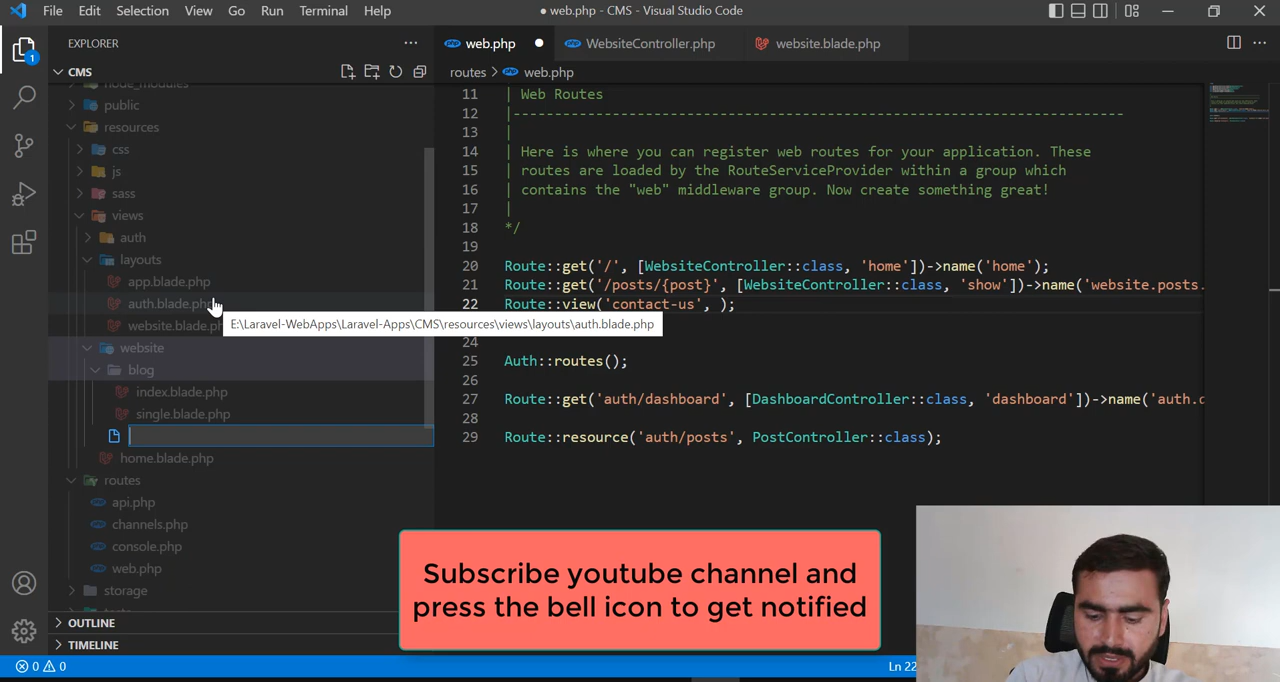 File Edit Selection View Go Run Terminal Help
● web.php - CMS - Visual Studio Code
EXPLORER
web.php
WebsiteController.php
website.blade.php
CMS
routes > web.php
node_modules
public
resources
css
js
sass
views
auth
layouts
app.blade.php
auth.blade.php
website.blade.ph
E:\Laravel-WebApps\Laravel-Apps\CMS\resources\views\layouts\auth.blade.php
website
blog
index.blade.php
single.blade.php
home.blade.php
routes
api.php
channels.php
console.php
web.php
storage
OUTLINE
TIMELINE
11 | Web Routes
12 |--------------------------------------------------------------------------
13 |
14 | Here is where you can register web routes for your application. These
15 | routes are loaded by the RouteServiceProvider within a group which
16 | contains the "web" middleware group. Now create something great!
17 |
18 */
19
20 Route::get('/', [WebsiteController::class, 'home'])->name('home');
21 Route::get('/posts/{post}', [WebsiteController::class, 'show'])->name('website.posts.
22 Route::view('contact-us', );
24
25 Auth::routes();
26
27 Route::get('auth/dashboard', [DashboardController::class, 'dashboard'])->name('auth.d
28
29 Route::resource('auth/posts', PostController::class);
Subscribe youtube channel and
press the bell icon to get notified
1
0 0
Ln 22